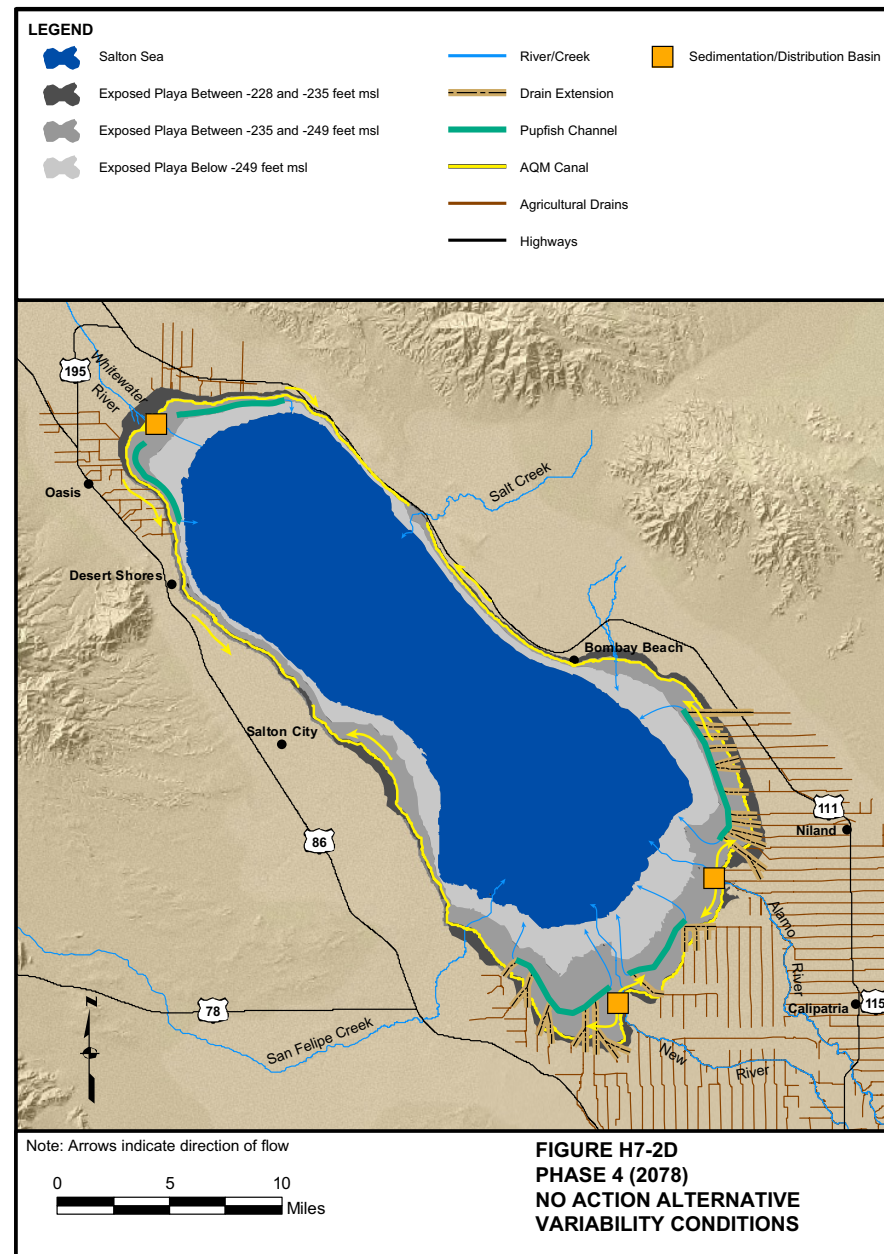 LEGEND
Salton Sea
Exposed Playa Between -228 and -235 feet msl
Exposed Playa Between -235 and -249 feet msl
Exposed Playa Below -249 feet msl
River/Creek
Drain Extension
Pupfish Channel
AQM Canal
Agricultural Drains
Highways
Sedimentation/Distribution Basin
195
Whitewater
River
Oasis
Salt Creek
Desert Shores
Bombay Beach
Salton City
111
Niland
86
Alamo
River
Calipatria
115
78
San Felipe Creek
New
River
N
Note: Arrows indicate direction of flow
0 5 10
Miles
FIGURE H7-2D
PHASE 4 (2078)
NO ACTION ALTERNATIVE
VARIABILITY CONDITIONS